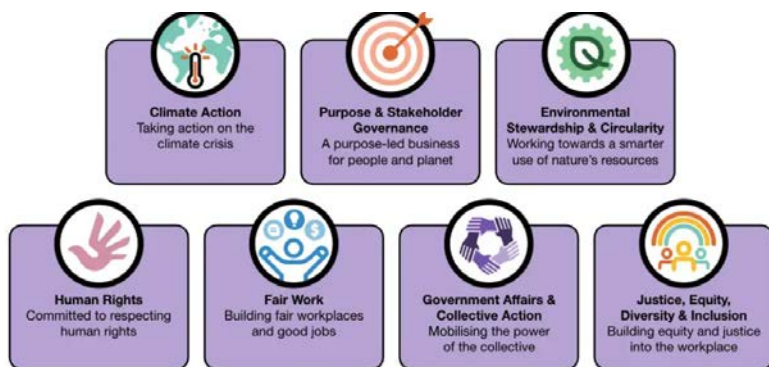 Climate Action
Taking action on the
climate crisis
Purpose & Stakeholder
Governance
A purpose-led business
for people and planet
Environmental
Stewardship & Circularity
Working towards a smarter
use of nature's resources
Human Rights
Committed to respecting
human rights
Fair Work
Building fair workplaces
and good jobs
Government Affairs &
Collective Action
Mobilising the power
of the collective
Justice, Equity,
Diversity & Inclusion
Building equity and justice
into the workplace